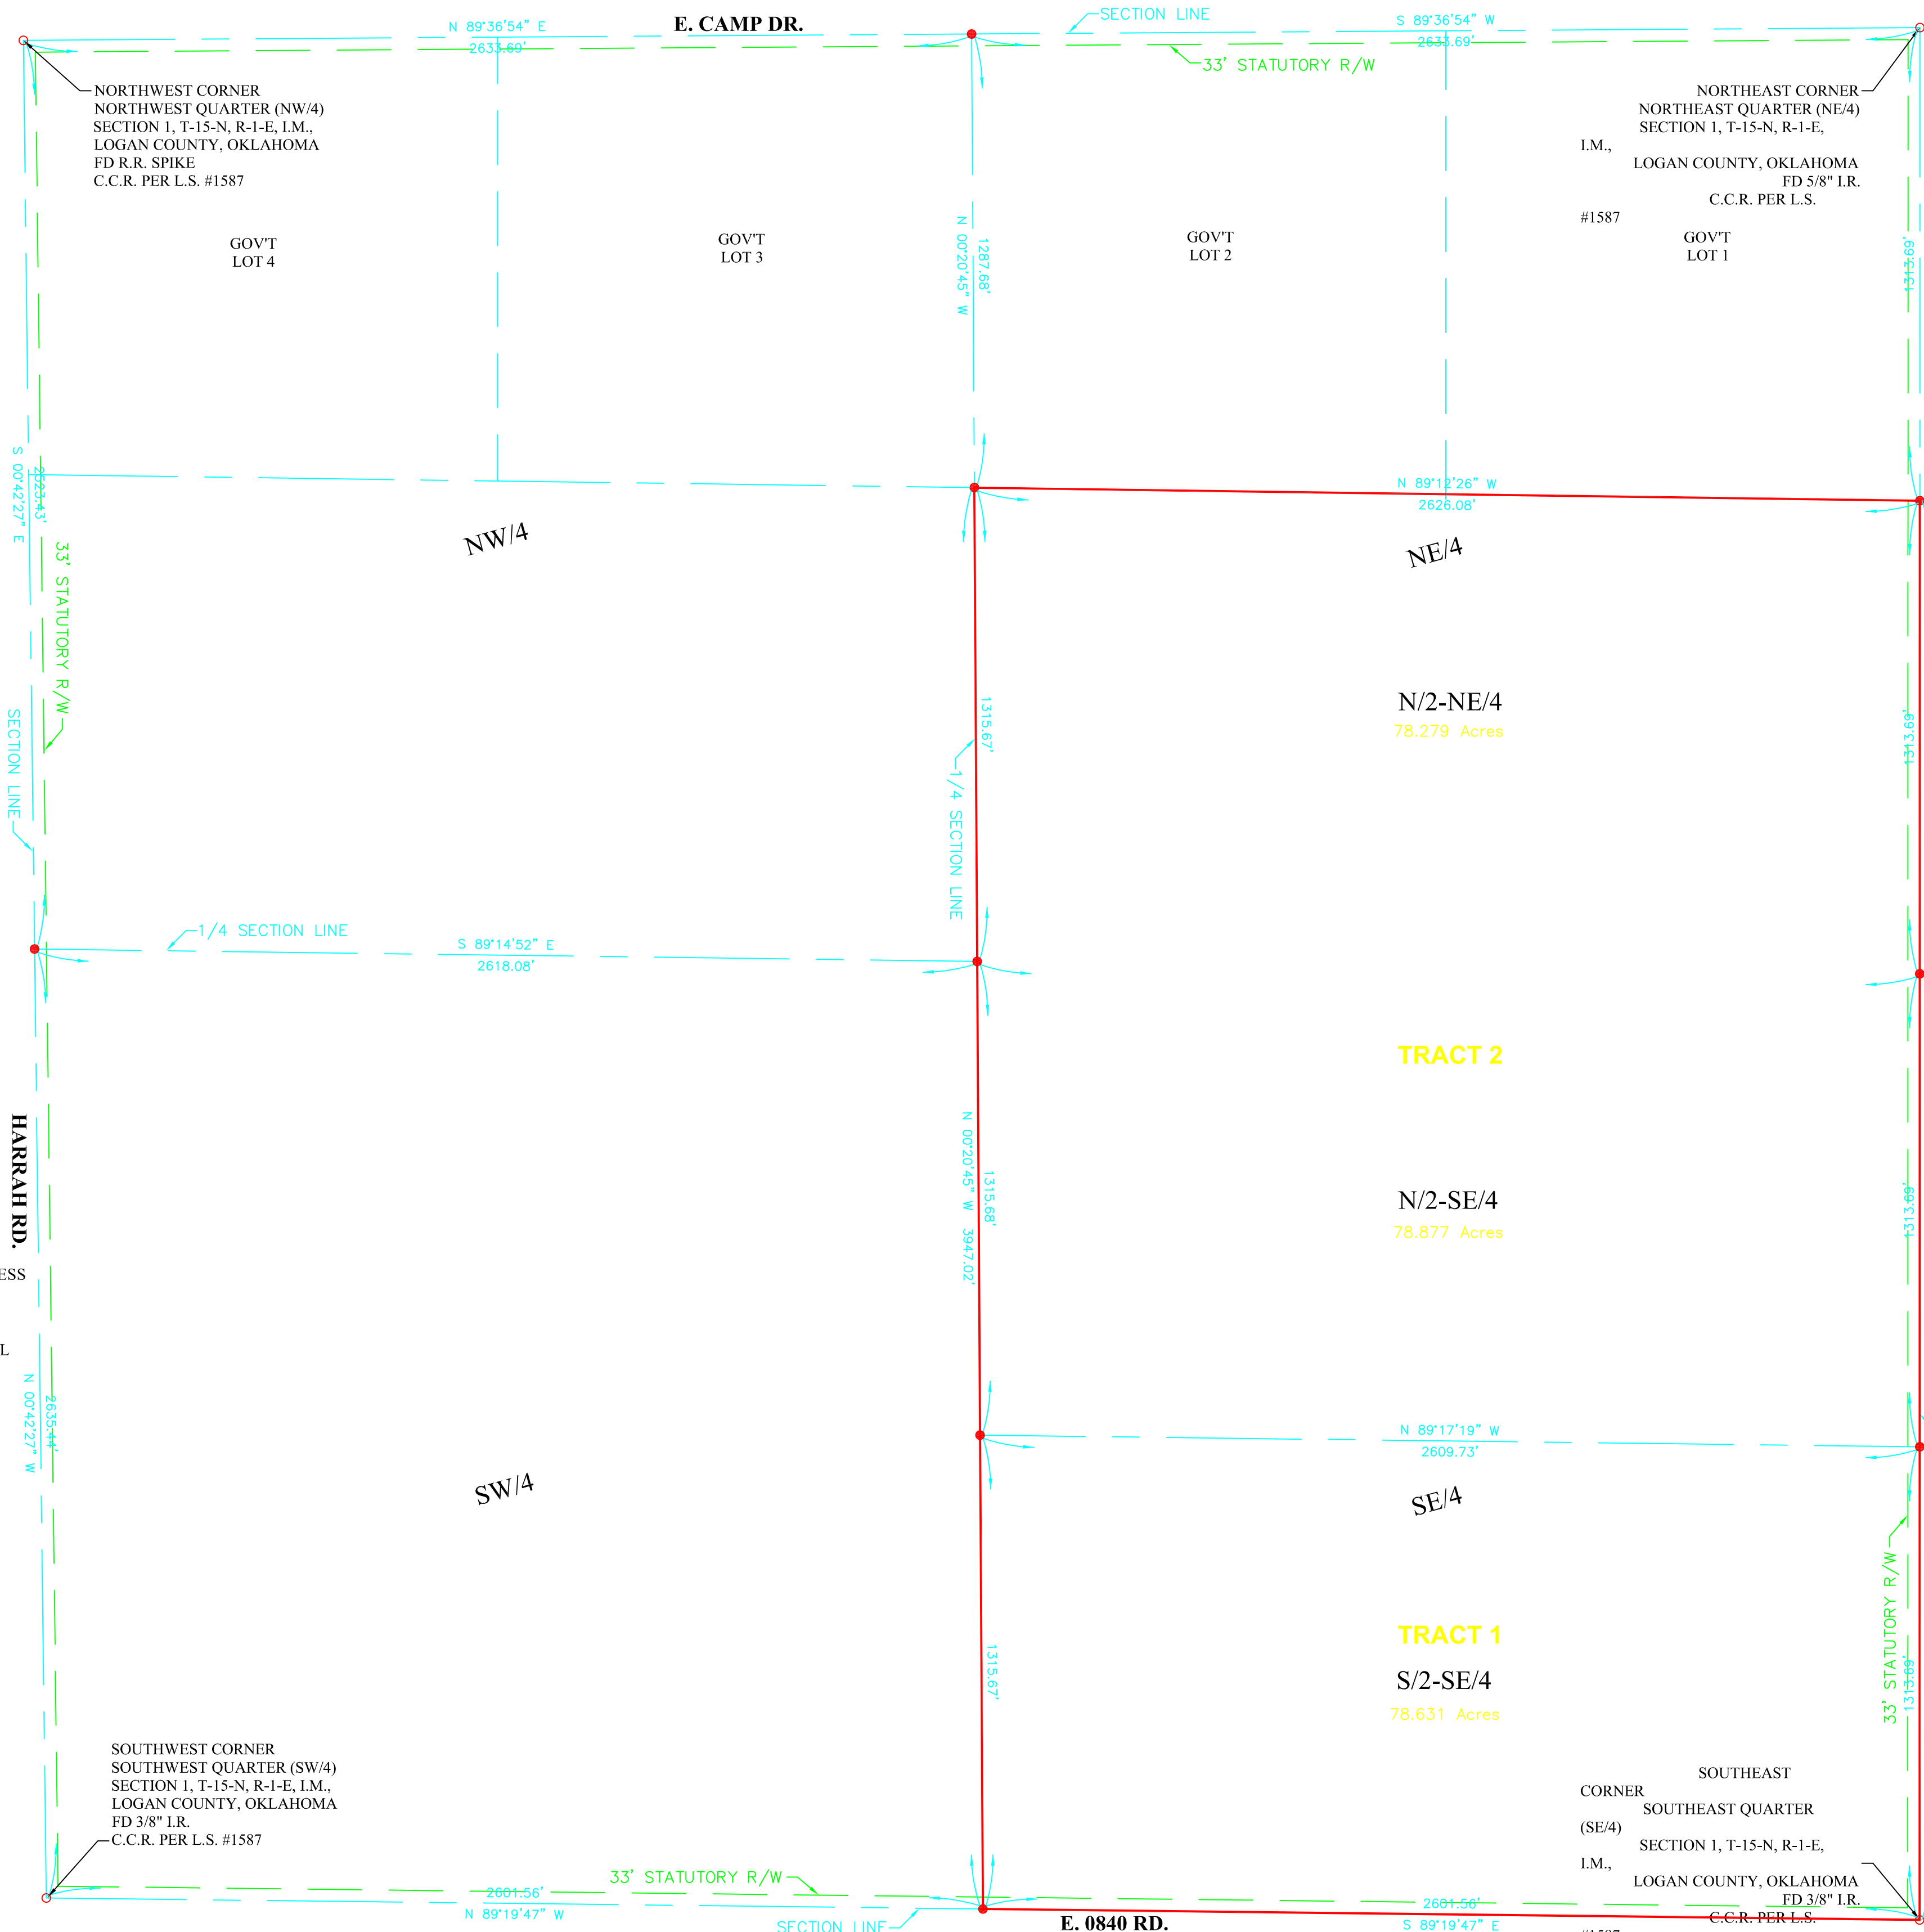 N 89°36'54" E
2633.69'
E. CAMP DR.
SECTION LINE
S 89°36'54" W
2633.69'
33' STATUTORY R/W
NORTHWEST CORNER
NORTHWEST QUARTER (NW/4)
SECTION 1, T-15-N, R-1-E, I.M.,
LOGAN COUNTY, OKLAHOMA
FD R.R. SPIKE
C.C.R. PER L.S. #1587
NORTHEAST CORNER
NORTHEAST QUARTER (NE/4)
SECTION 1, T-15-N, R-1-E,
I.M.,
LOGAN COUNTY, OKLAHOMA
FD 5/8" I.R.
C.C.R. PER L.S.
#1587
GOV'T
LOT 4
GOV'T
LOT 3
GOV'T
LOT 2
GOV'T
LOT 1
1287.68'
N 00°20'45" W
1313.69'
2523.43'
S 00°42'27" E
N 89°12'26" W
2626.08'
NW/4
NE/4
33' STATUTORY R/W
SECTION LINE
N/2-NE/4
78.279 Acres
1315.67'
1/4 SECTION LINE
1313.69'
1/4 SECTION LINE
S 89°14'52" E
2618.08'
TRACT 2
HARRAH RD.
N 00°20'45" W 3947.02'
1315.68'
N/2-SE/4
78.877 Acres
1313.69'
ESS
L
2635.44'
N 00°42'27" W
N 89°17'19" W
2609.73'
SW/4
SE/4
33' STATUTORY R/W
TRACT 1
S/2-SE/4
78.631 Acres
1315.67'
1313.69'
SOUTHWEST CORNER
SOUTHWEST QUARTER (SW/4)
SECTION 1, T-15-N, R-1-E, I.M.,
LOGAN COUNTY, OKLAHOMA
FD 3/8" I.R.
C.C.R. PER L.S. #1587
SOUTHEAST
CORNER
SOUTHEAST QUARTER
(SE/4)
SECTION 1, T-15-N, R-1-E,
I.M.,
LOGAN COUNTY, OKLAHOMA
FD 3/8" I.R.
C.C.R. PER L.S.
33' STATUTORY R/W
2601.56'
N 89°19'47" W
SECTION LINE
E. 0840 RD.
2601.56'
S 89°19'47" E